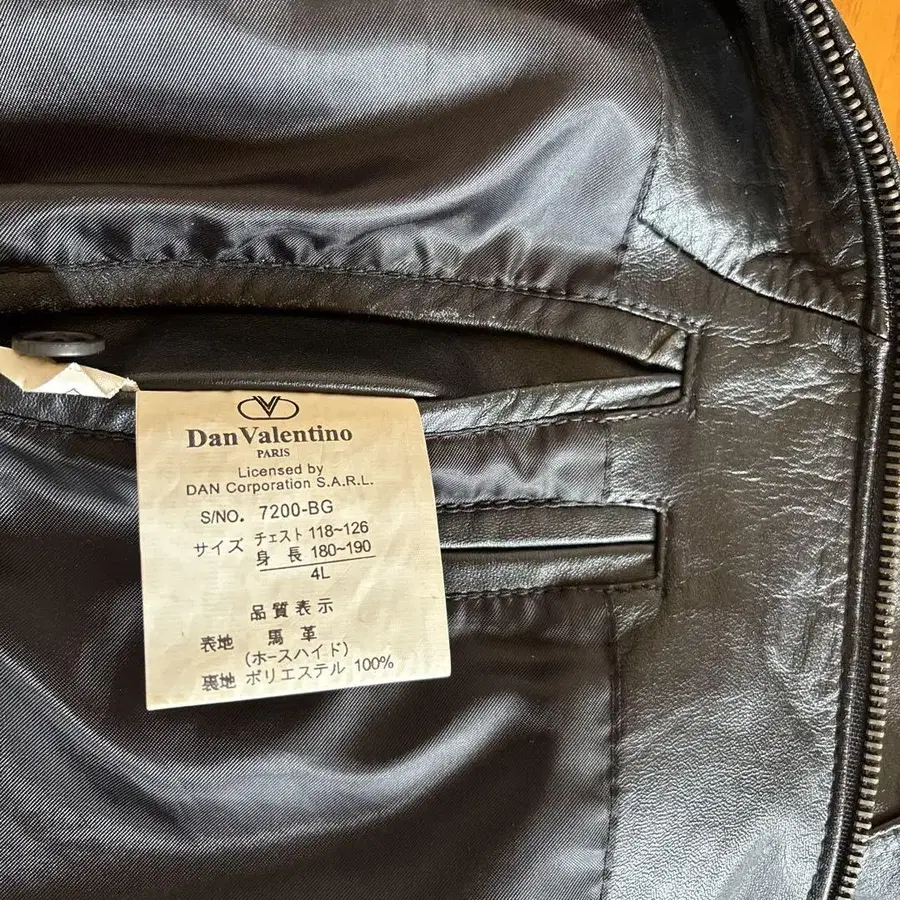 Dan Valentino
PARIS
Licensed by
DAN Corporation S.A.R.L.
S/NO. 7200-BG
サイズ チェスト 118~126
身 長 180~190
4L
品質表示
表地 馬 革
(ホースハイド)
裏地 ポリエステル 100%